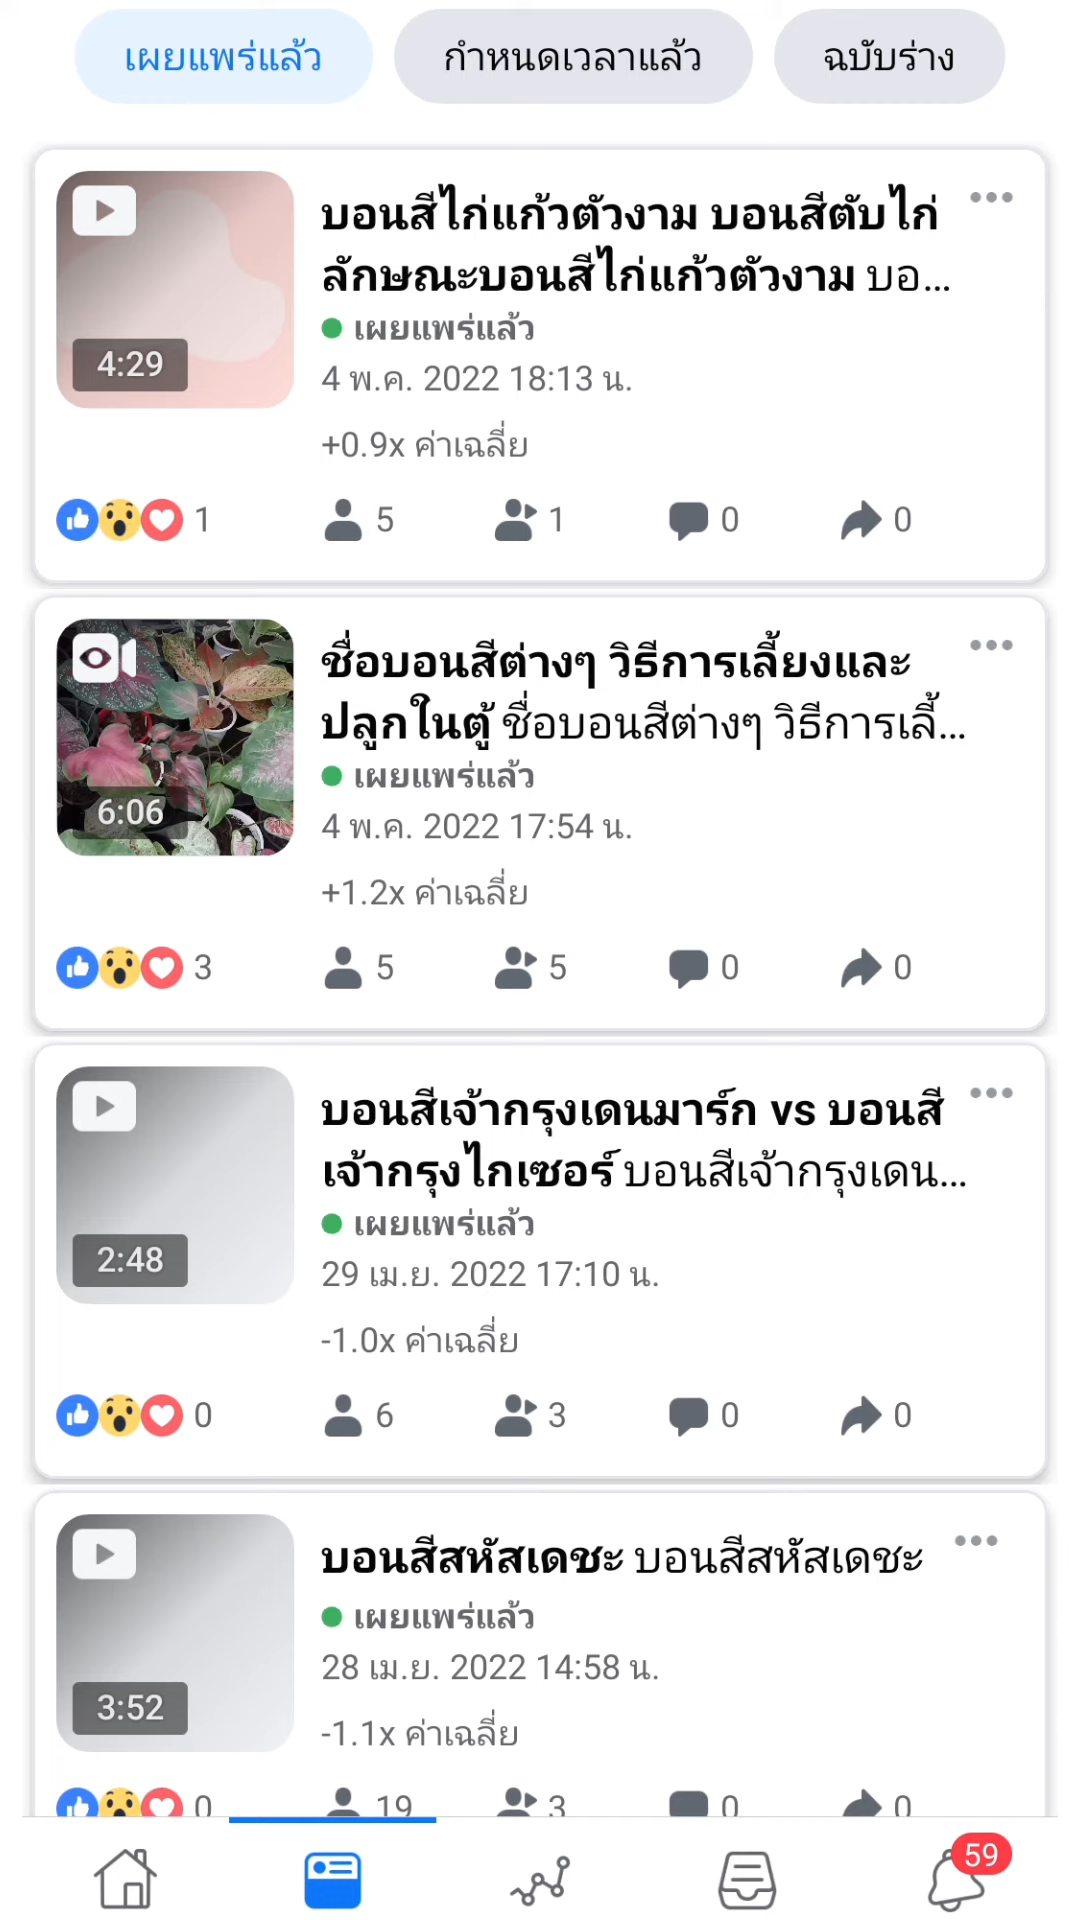 เผยแพร่แล้ว กำหนดเวลาแล้ว ฉบับร่าง
บอนสีไก่แก้วตัวงาม บอนสีตับไก่
ลักษณะบอนสีไก่แก้วตัวงาม บอ...
เผยแพร่แล้ว
4:29
4 พ.ค. 2022 18:13 น.
+0.9x ค่าเฉลี่ย
1 5 1 0 0
ชื่อบอนสีต่างๆ วิธีการเลี้ยงและ
ปลูกในตู้ ชื่อบอนสีต่างๆ วิธีการเลี้...
เผยแพร่แล้ว
6:06
4 พ.ค. 2022 17:54 น.
+1.2x ค่าเฉลี่ย
3 5 5 0 0
บอนสีเจ้ากรุงเดนมาร์ก vs บอนสี
เจ้ากรุงไกเซอร์ บอนสีเจ้ากรุงเดน...
เผยแพร่แล้ว
2:48
29 เม.ย. 2022 17:10 น.
-1.0x ค่าเฉลี่ย
0 6 3 0 0
บอนสีสหัสเดชะ บอนสีสหัสเดชะ
เผยแพร่แล้ว
28 เม.ย. 2022 14:58 น.
3:52
-1.1x ค่าเฉลี่ย
0 19 3 0 0
59